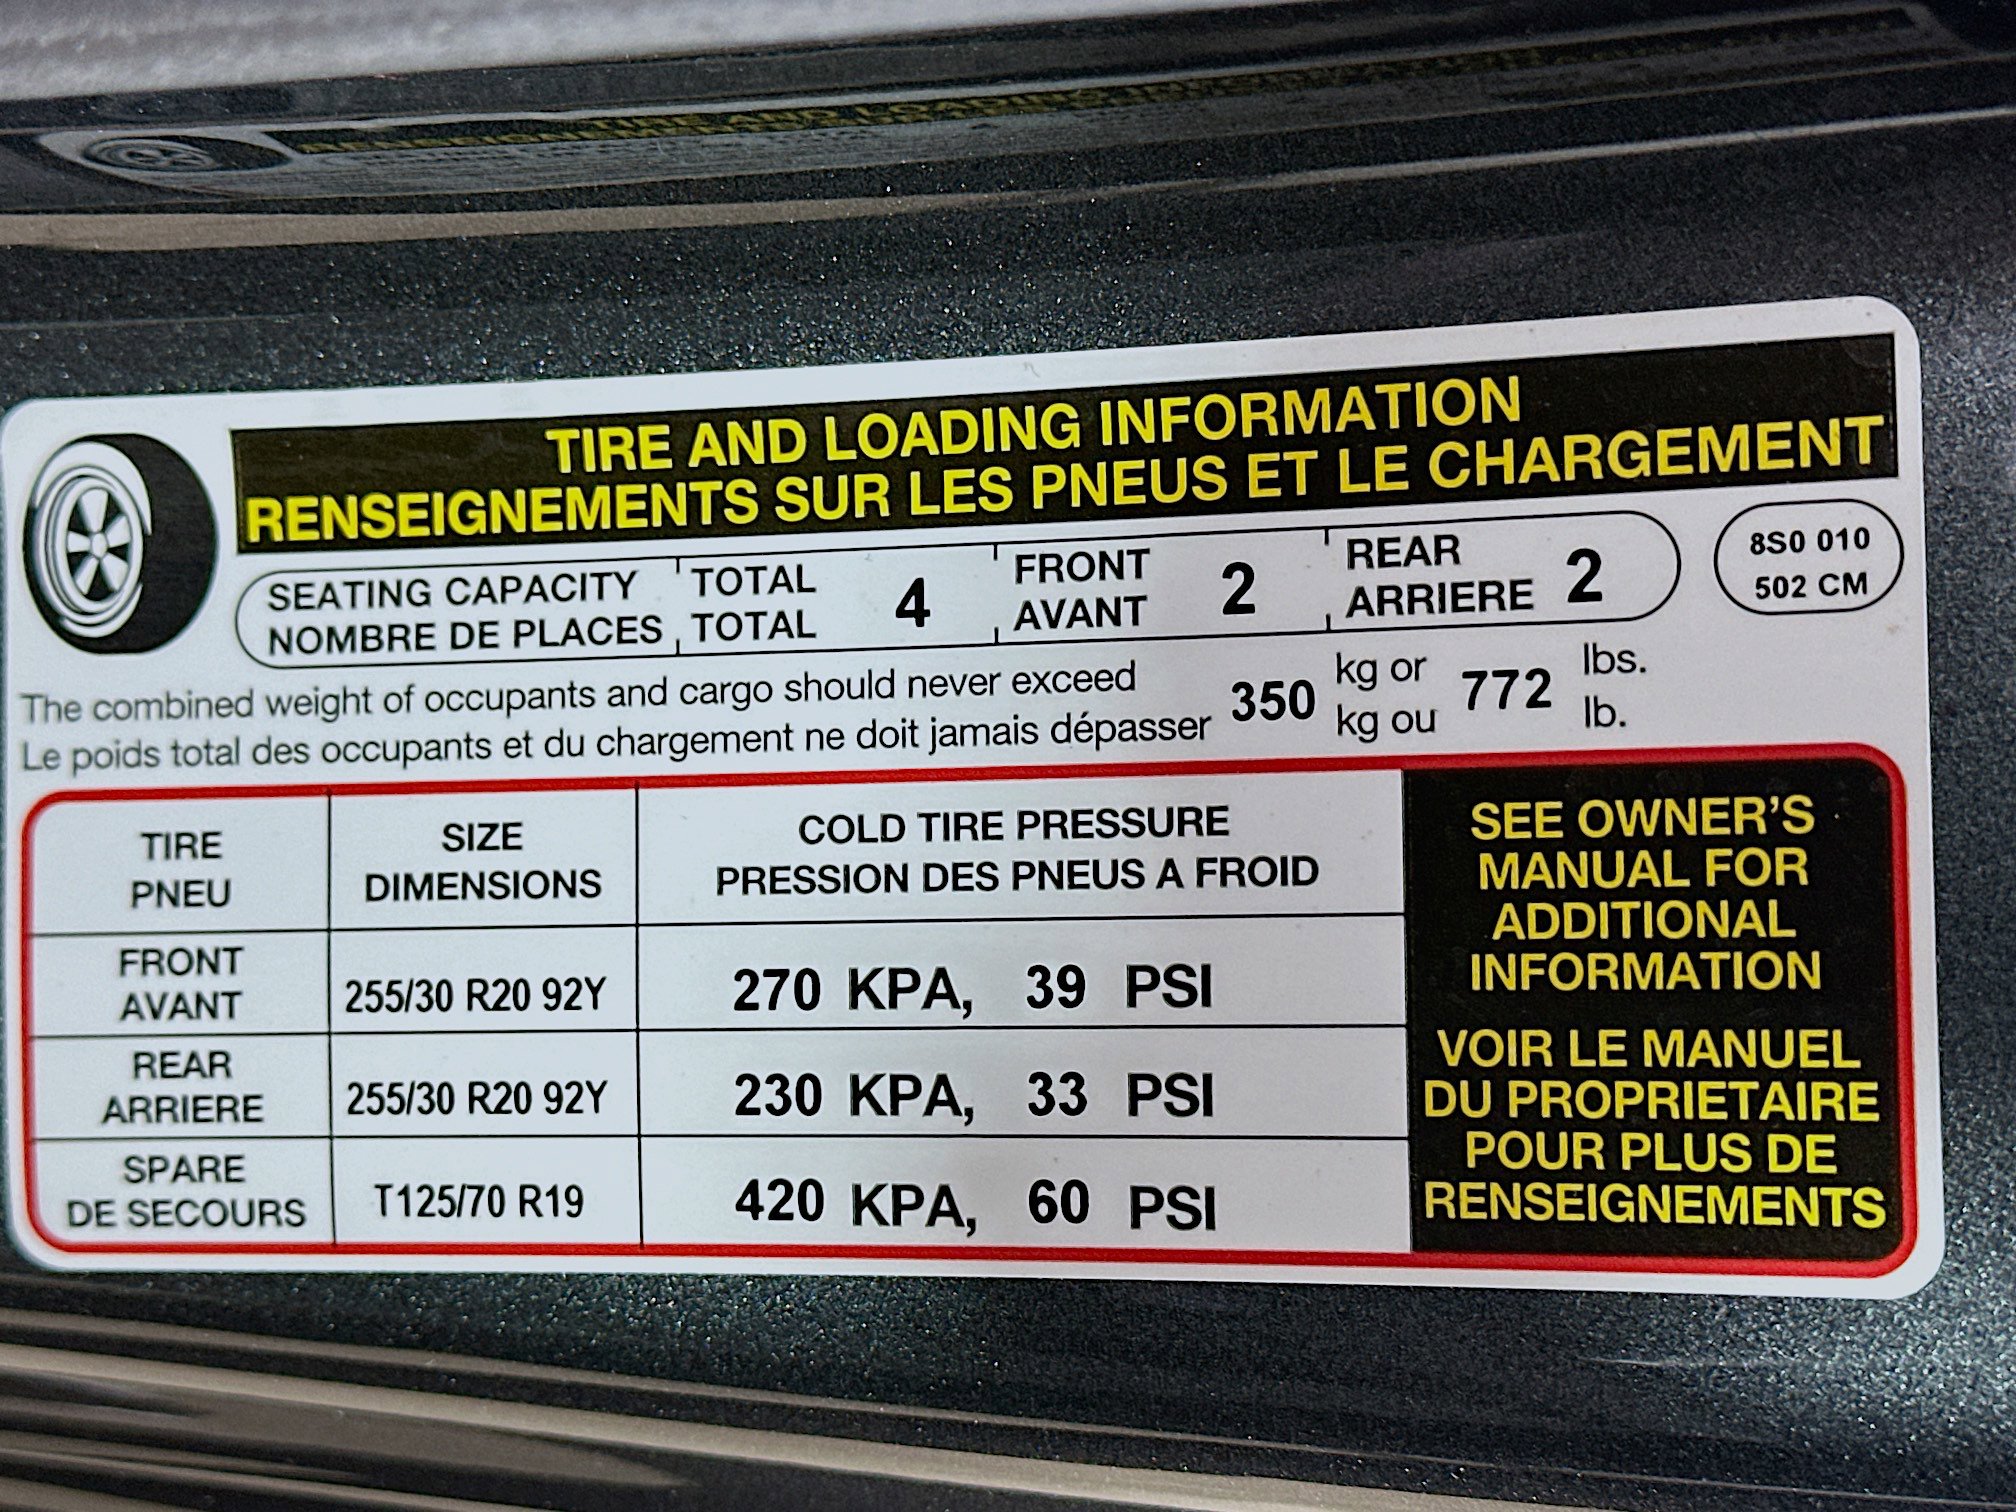 TIRE AND LOADING INFORMATION
RENSEIGNEMENTS SUR LES PNEUS ET LE CHARGEMENT
SEATING CAPACITY TOTAL 4 FRONT 2 REAR 2
NOMBRE DE PLACES TOTAL AVANT ARRIERE
8S0 010
502 CM
The combined weight of occupants and cargo should never exceed 350 kg or 772 lbs.
Le poids total des occupants et du chargement ne doit jamais dépasser kg ou lb.
TIRE SIZE COLD TIRE PRESSURE
PNEU DIMENSIONS PRESSION DES PNEUS A FROID
FRONT
AVANT 255/30 R20 92Y 270 KPA, 39 PSI
REAR
ARRIERE 255/30 R20 92Y 230 KPA, 33 PSI
SPARE
DE SECOURS T125/70 R19 420 KPA, 60 PSI
SEE OWNER'S
MANUAL FOR
ADDITIONAL
INFORMATION
VOIR LE MANUEL
DU PROPRIETAIRE
POUR PLUS DE
RENSEIGNEMENTS